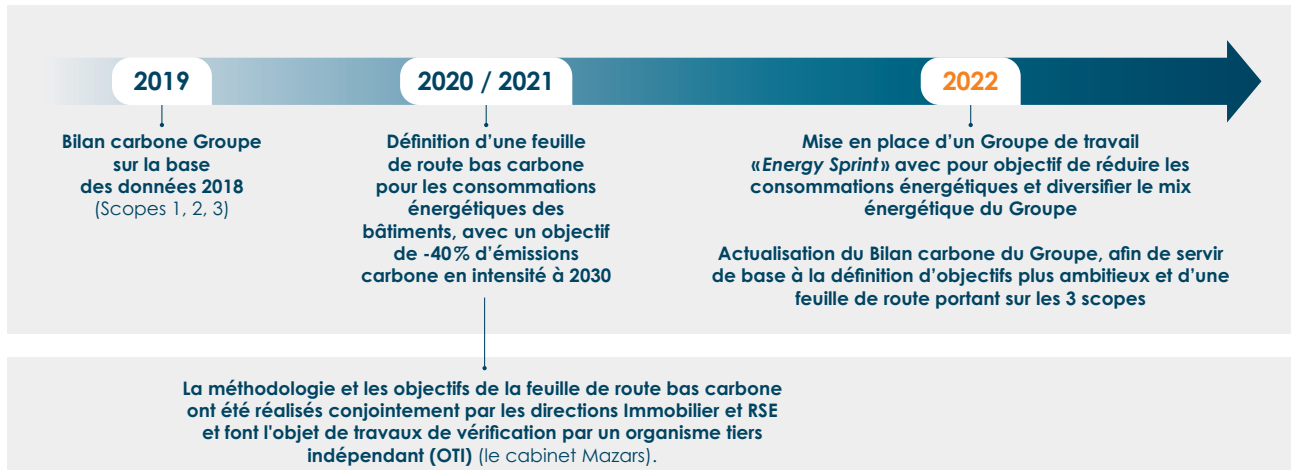 2019
Bilan carbone Groupe
sur la base
des données 2018
(Scopes 1, 2, 3)
2020 / 2021
Définition d’une feuille
de route bas carbone
pour les consommations
énergétiques des
bâtiments, avec un objectif
de -40% d’émissions
carbone en intensité à 2030
2022
Mise en place d’un Groupe de travail
«Energy Sprint» avec pour objectif de réduire les
consommations énergétiques et diversifier le mix
énergétique du Groupe
Actualisation du Bilan carbone du Groupe, afin de servir
de base à la définition d’objectifs plus ambitieux et d’une
feuille de route portant sur les 3 scopes
La méthodologie et les objectifs de la feuille de route bas carbone
ont été réalisés conjointement par les directions Immobilier et RSE
et font l'objet de travaux de vérification par un organisme tiers
indépendant (OTI) (le cabinet Mazars).